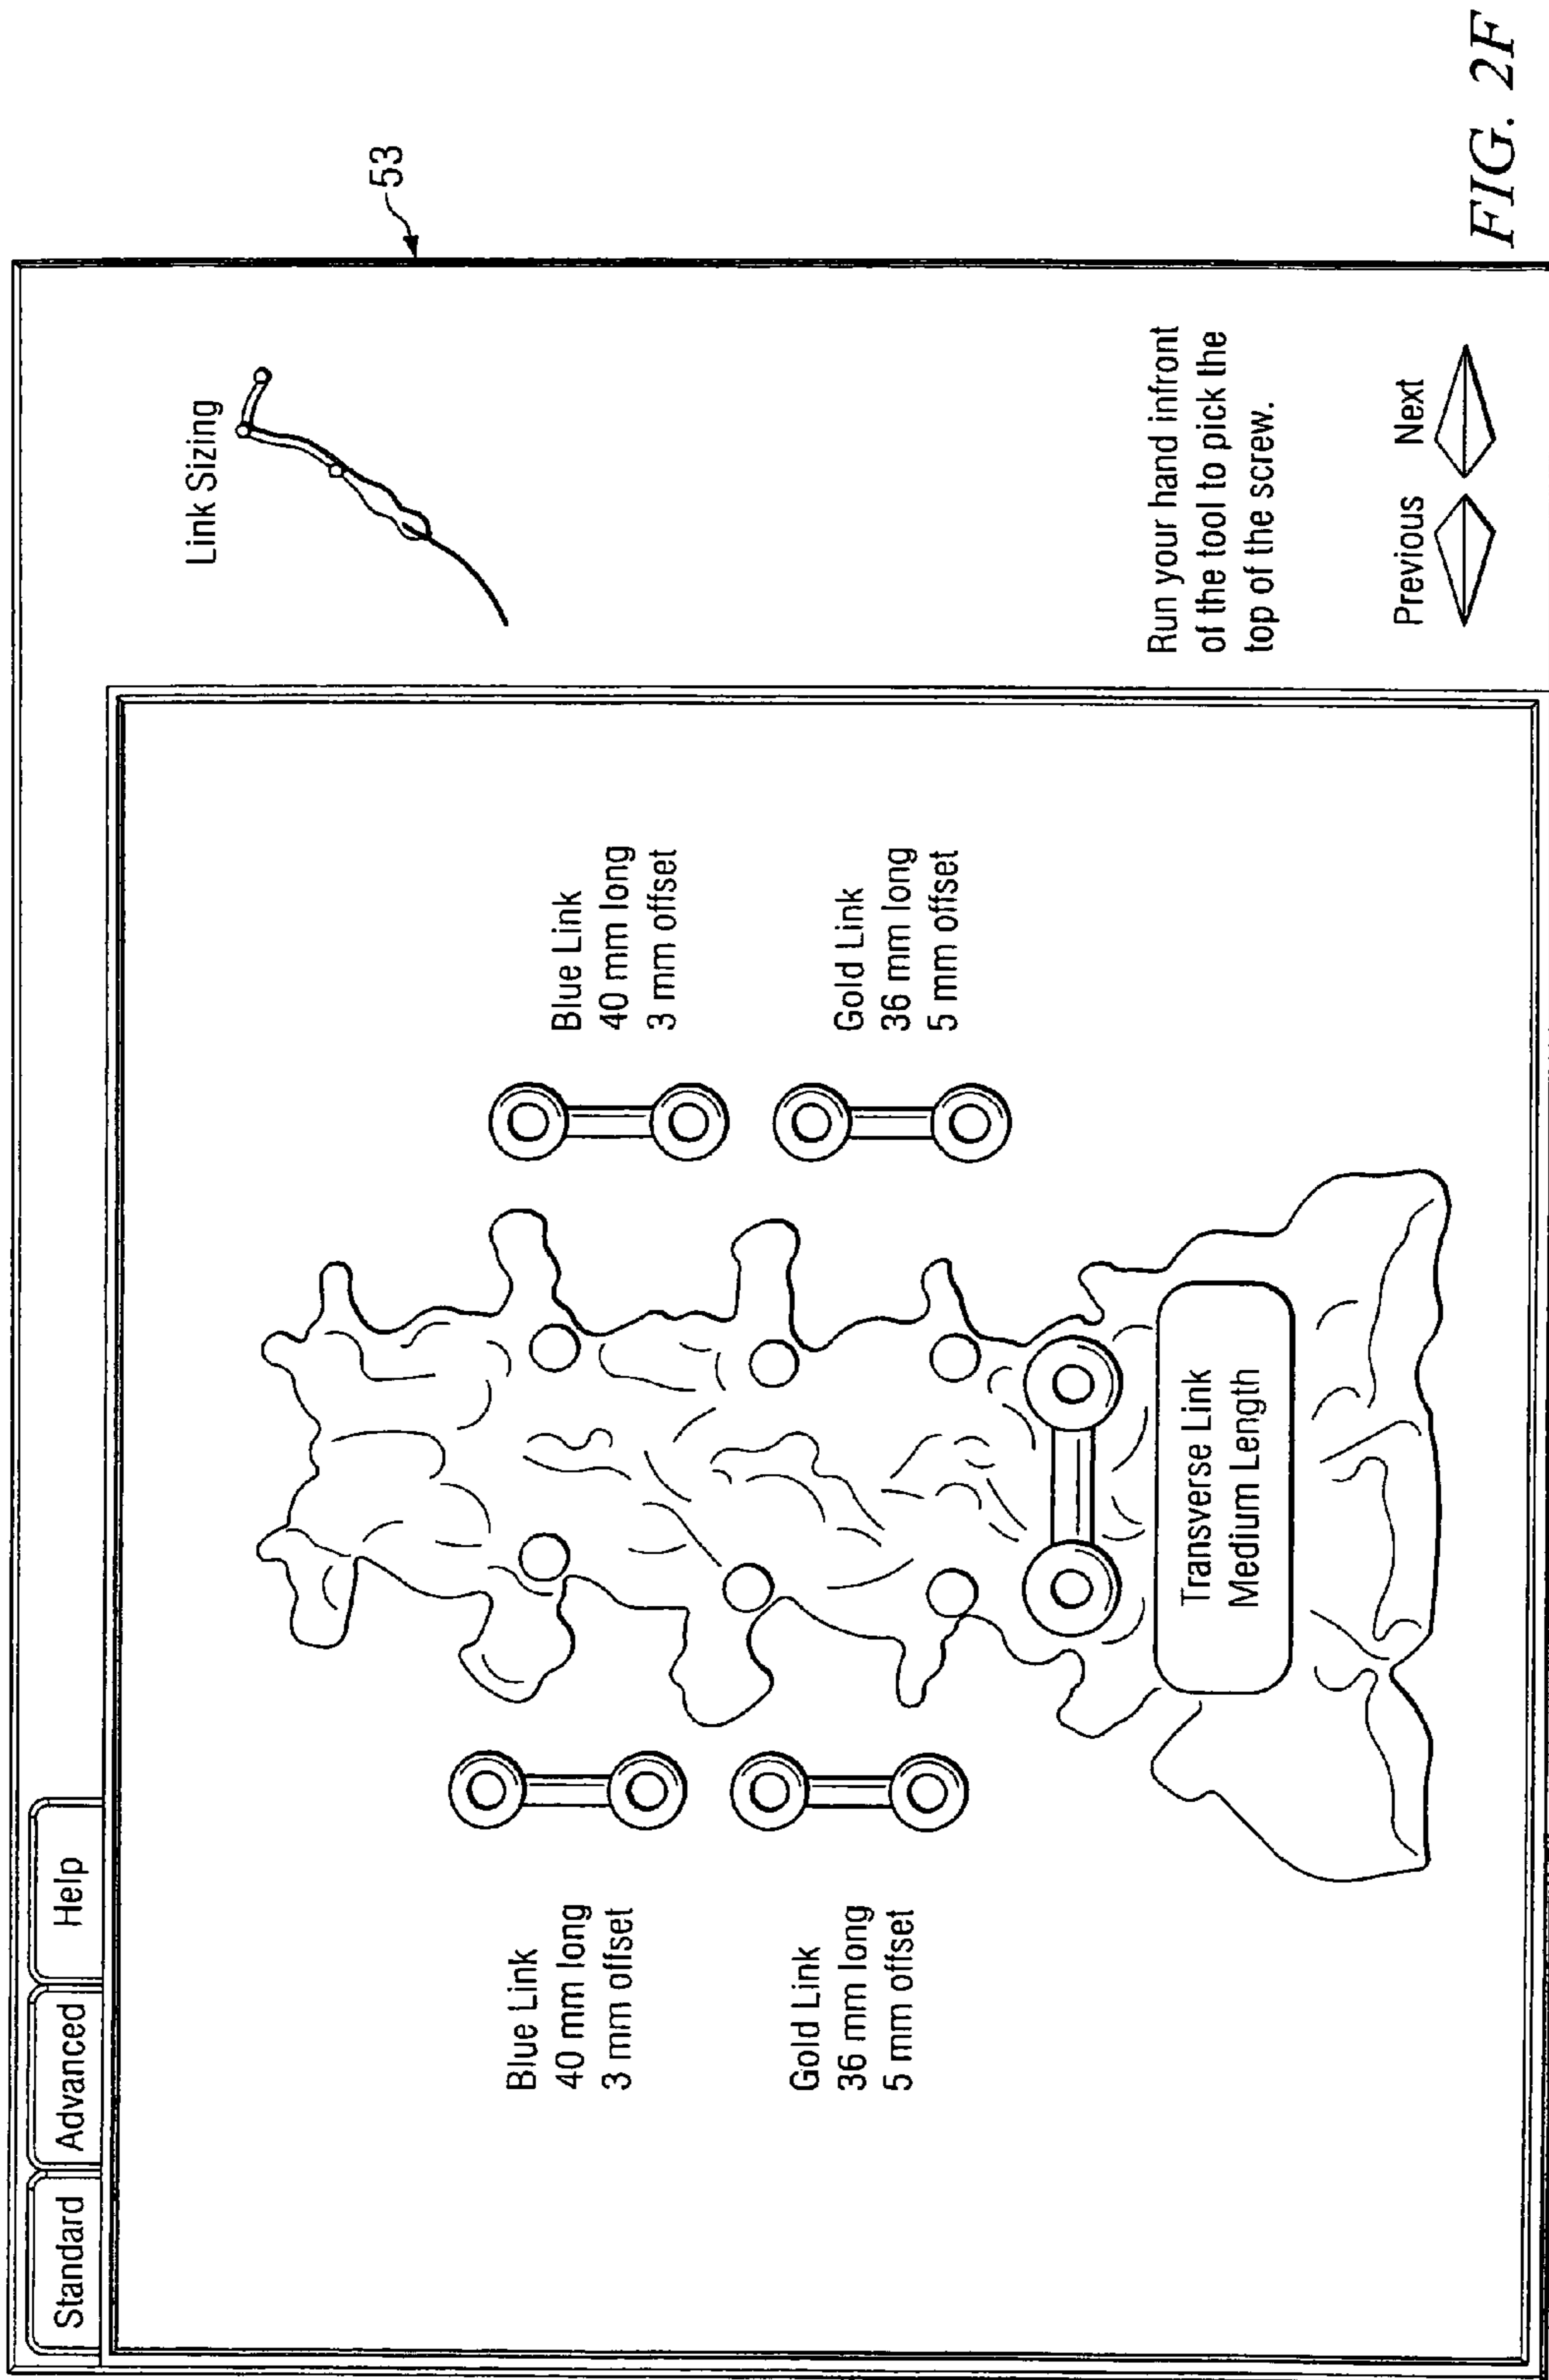 Standard
Advanced
Help
Link Sizing
53
Blue Link
40 mm long
3 mm offset
Blue Link
40 mm long
3 mm offset
Gold Link
36 mm long
5 mm offset
Gold Link
36 mm long
5 mm offset
Transverse Link
Medium Length
Run your hand infront
of the tool to pick the
top of the screw.
Previous
Next
FIG. 2F